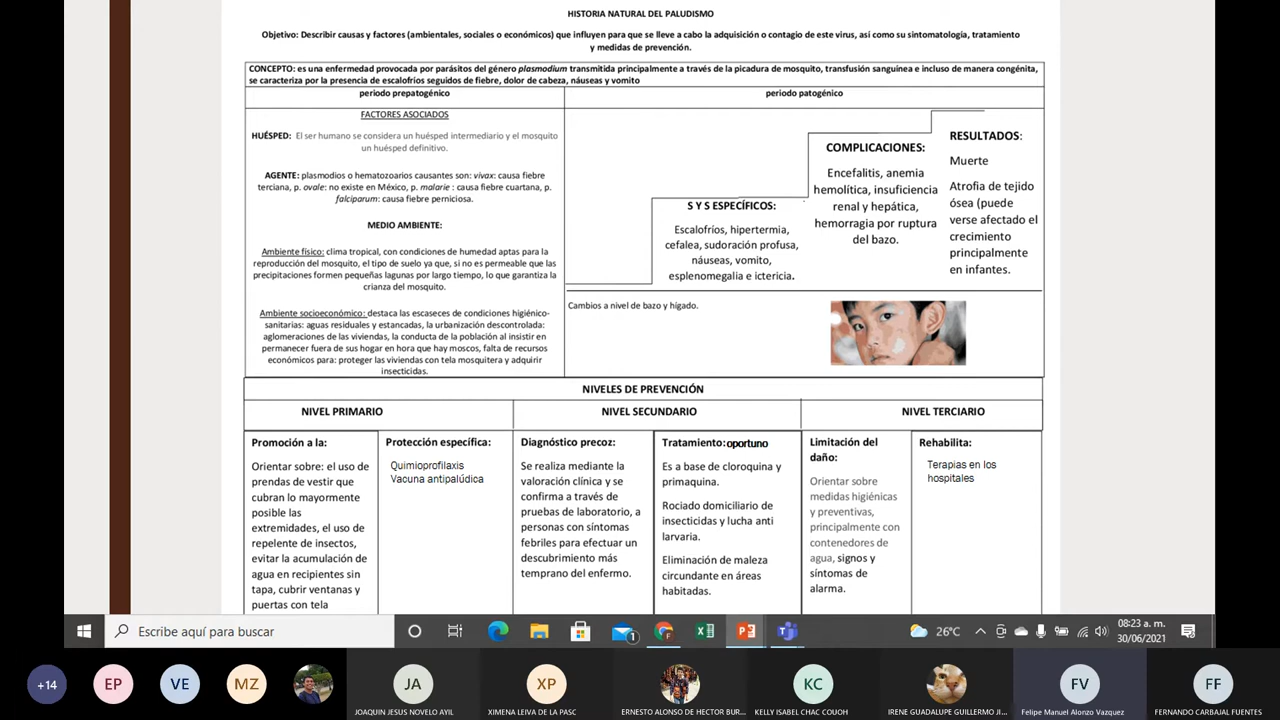 HISTORIA NATURAL DEL PALUDISMO
Objetivo: Describir causas y factores (ambientales, sociales o económicos) que influyen para que se lleve a cabo la adquisición o contagio de este virus, así como su sintomatología, tratamiento
y medidas de prevención.
CONCEPTO: es una enfermedad provocada por parásitos del género plasmodium transmitida principalmente a través de la picadura de mosquito, transfusión sanguínea e incluso de manera congénita,
se caracteriza por la presencia de escalofríos seguidos de fiebre, dolor de cabeza, náuseas y vomito
periodo prepatogénico
periodo patogénico
FACTORES ASOCIADOS
HUÉSPED: El ser humano se considera un huésped intermediario y el mosquito
un huésped definitivo.
AGENTE: plasmodios o hematozoarios causantes son: vivax: causa fiebre
terciana, p. ovale: no existe en México, p. malarie : causa fiebre cuartana, p.
falciparum: causa fiebre perniciosa.
MEDIO AMBIENTE:
Ambiente físico: clima tropical, con condiciones de humedad aptas para la
reproducción del mosquito, el tipo de suelo ya que, si no es permeable que las
precipitaciones formen pequeñas lagunas por largo tiempo, lo que garantiza la
crianza del mosquito.
Ambiente socioeconómico: destaca las escaseces de condiciones higiénico-
sanitarias: aguas residuales y estancadas, la urbanización descontrolada:
aglomeraciones de las viviendas, la conducta de la población al insistir en
permanecer fuera de sus hogar en hora que hay moscos, falta de recursos
económicos para: proteger las viviendas con tela mosquitera y adquirir
insecticidas.
S Y S ESPECÍFICOS:
Escalofríos, hipertermia,
cefalea, sudoración profusa,
náuseas, vomito,
esplenomegalia e ictericia.
COMPLICACIONES:
Encefalitis, anemia
hemolítica, insuficiencia
renal y hepática,
hemorragia por ruptura
del bazo.
RESULTADOS:
Muerte
Atrofia de tejido
ósea (puede
verse afectado el
crecimiento
principalmente
en infantes.
Cambios a nivel de bazo y hígado.
NIVELES DE PREVENCIÓN
NIVEL PRIMARIO
NIVEL SECUNDARIO
NIVEL TERCIARIO
Promoción a la:
Orientar sobre: el uso de
prendas de vestir que
cubran lo mayormente
posible las
extremidades, el uso de
repelente de insectos,
evitar la acumulación de
agua en recipientes sin
tapa, cubrir ventanas y
puertas con tela
Protección específica:
Quimioprofilaxis
Vacuna antipalúdica
Diagnóstico precoz:
Se realiza mediante la
valoración clínica y se
confirma a través de
pruebas de laboratorio, a
personas con síntomas
febriles para efectuar un
descubrimiento más
temprano del enfermo.
Tratamiento: oportuno
Es a base de cloroquina y
primaquina.
Rociado domiciliario de
insecticidas y lucha anti
larvaria.
Eliminación de maleza
circundante en áreas
habitadas.
Limitación del
daño:
Orientar sobre
medidas higiénicas
y preventivas,
principalmente con
contenedores de
agua, signos y
síntomas de
alarma.
Rehabilita:
Terapias en los
hospitales
Escribe aquí para buscar
1
26°C
08:23 a. m.
30/06/2021
+14
EP
VE
MZ
JA
XP
KC
FV
FF
JOAQUIN JESUS NOVELO AYIL
XIMENA LEIVA DE LA PASC
ERNESTO ALONSO DE HECTOR BUR...
KELLY ISABEL CHAC COUOH
IRENE GUADALUPE GUILLERMO JI...
Felipe Manuel Alonzo Vazquez
FERNANDO CARBAJAL FUENTES